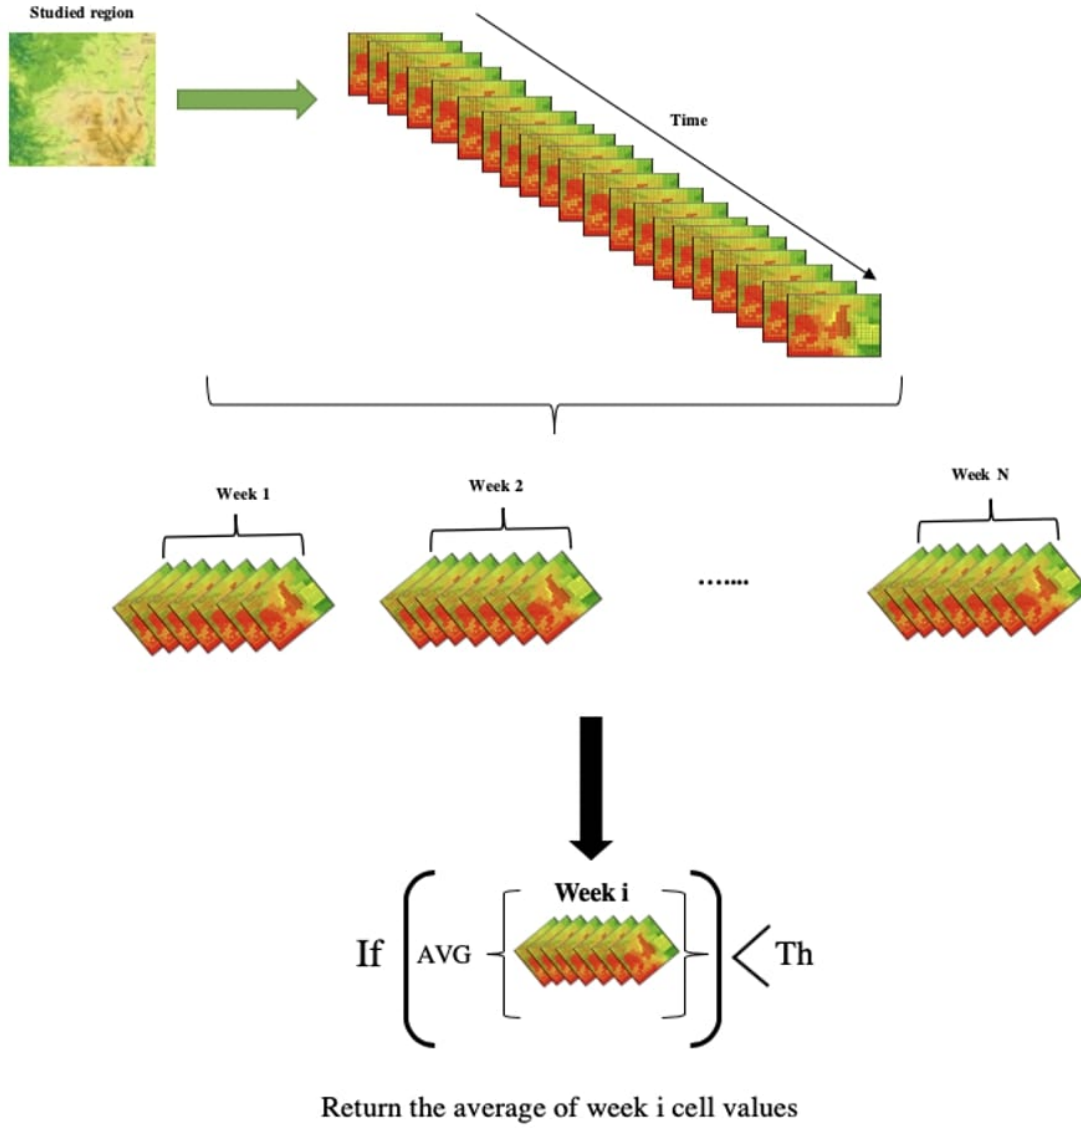 Studied region
Time
Week 1
Week 2
.......
Week N
Week i
If ( AVG { } ) < Th
Return the average of week i cell values